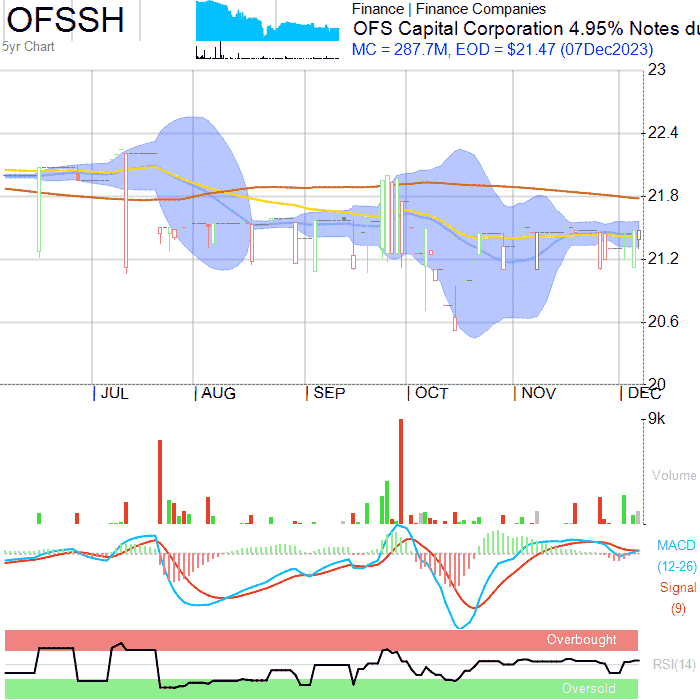 OFSSH
5yr Chart
Finance | Finance Companies
OFS Capital Corporation 4.95% Notes du
MC = 287.7M, EOD = $21.47 (07Dec2023)
23
22.4
21.8
21.2
20.6
20
JUL AUG SEP OCT NOV DEC
9k
Volume
MACD
(12-26)
Signal
(9)
Overbought
RSI(14)
Oversold